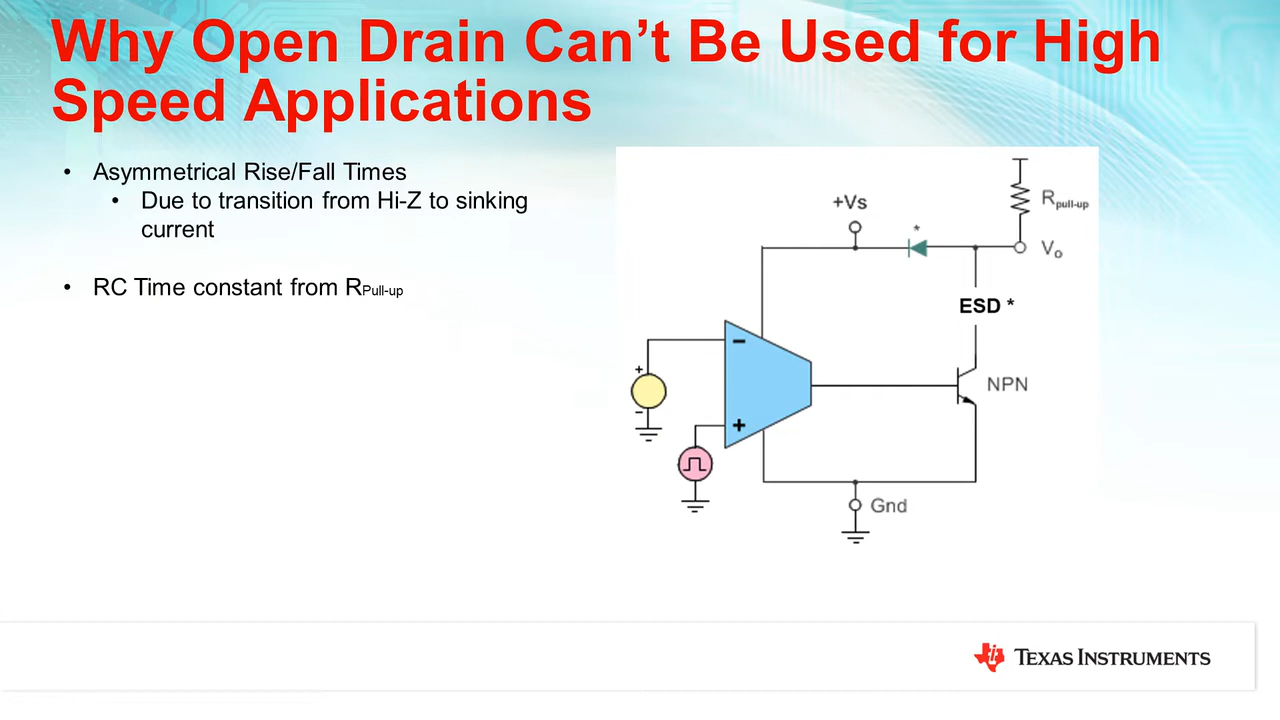 Why Open Drain Can't Be Used for High
Speed Applications
• Asymmetrical Rise/Fall Times
• Due to transition from Hi-Z to sinking
current
• RC Time constant from RPull-up
+Vs
*
Rpull-up
Vo
ESD *
−
+
−
+
NPN
Gnd
TEXAS INSTRUMENTS